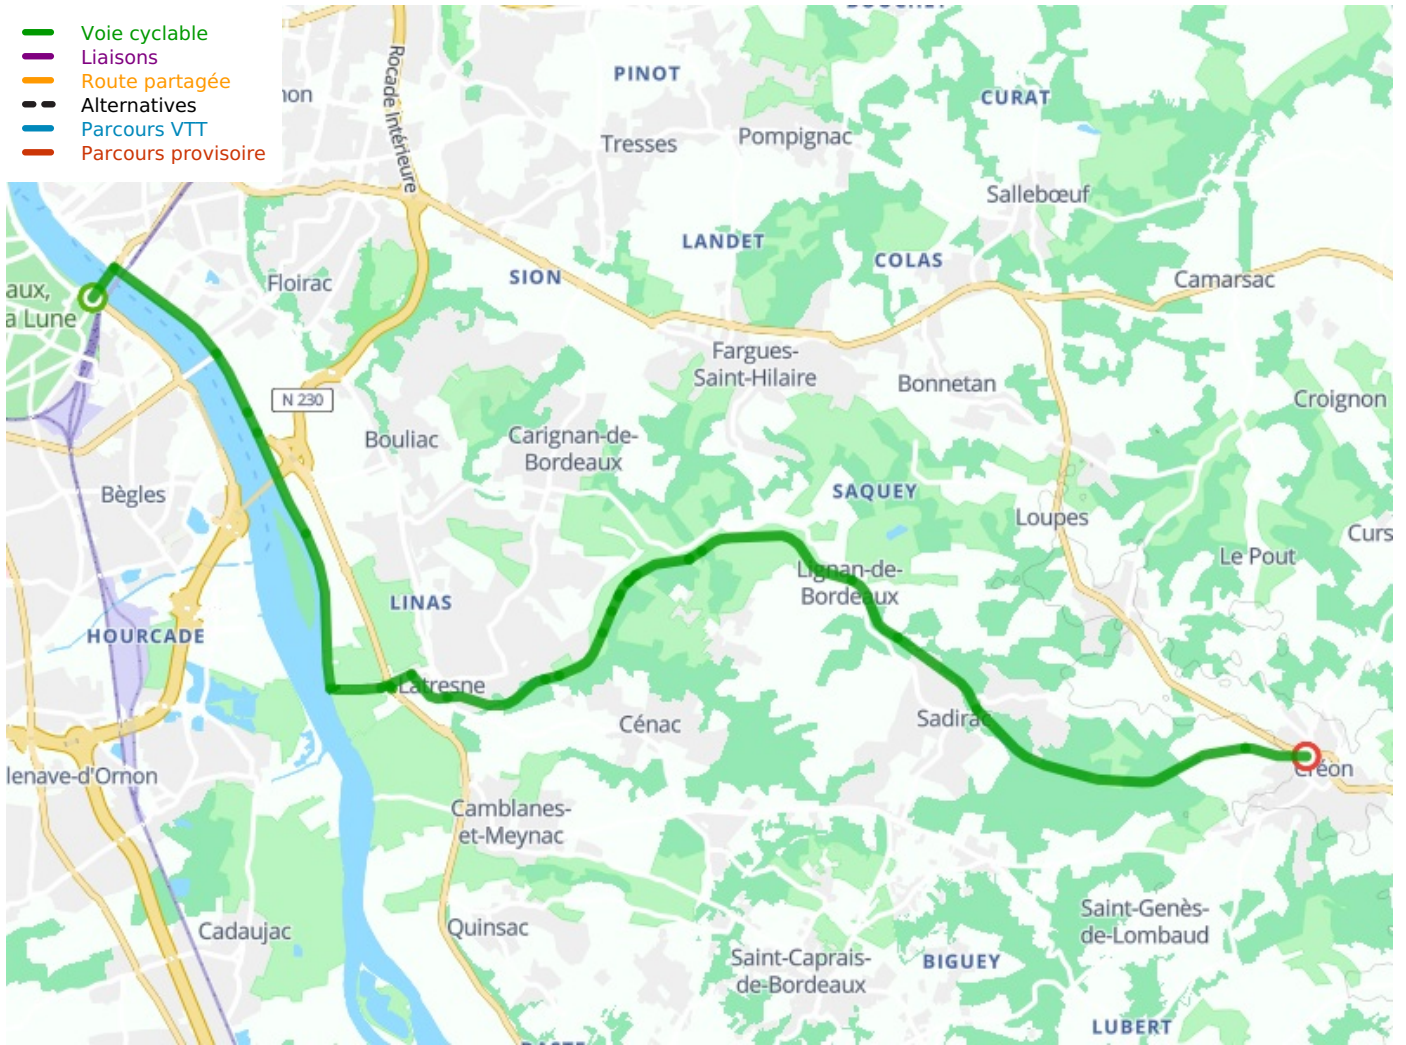 Voie cyclable
Liaisons
Route partagée
Alternatives
Parcours VTT
Parcours provisoire
Rocade Intérieure
PINOT
CURAT
Tresses
Pompignac
Sallebœuf
LANDET
COLAS
SION
Camarsac
Floirac
aux,
a Lune
Fargues-
Saint-Hilaire
Bonnetan
N 230
Croignon
Bouliac
Carignan-de-
Bordeaux
Bègles
SAQUEY
Loupes
Curs
Le Pout
Lignan-de-
Bordeaux
LINAS
HOURCADE
Latresne
Cénac
Sadirac
lenave-d'Ornon
Créon
Camblanes-
et-Meynac
Saint-Genès-
de-Lombaud
Cadaujac
Quinsac
Saint-Caprais-
de-Bordeaux
BIGUEY
LUBERT